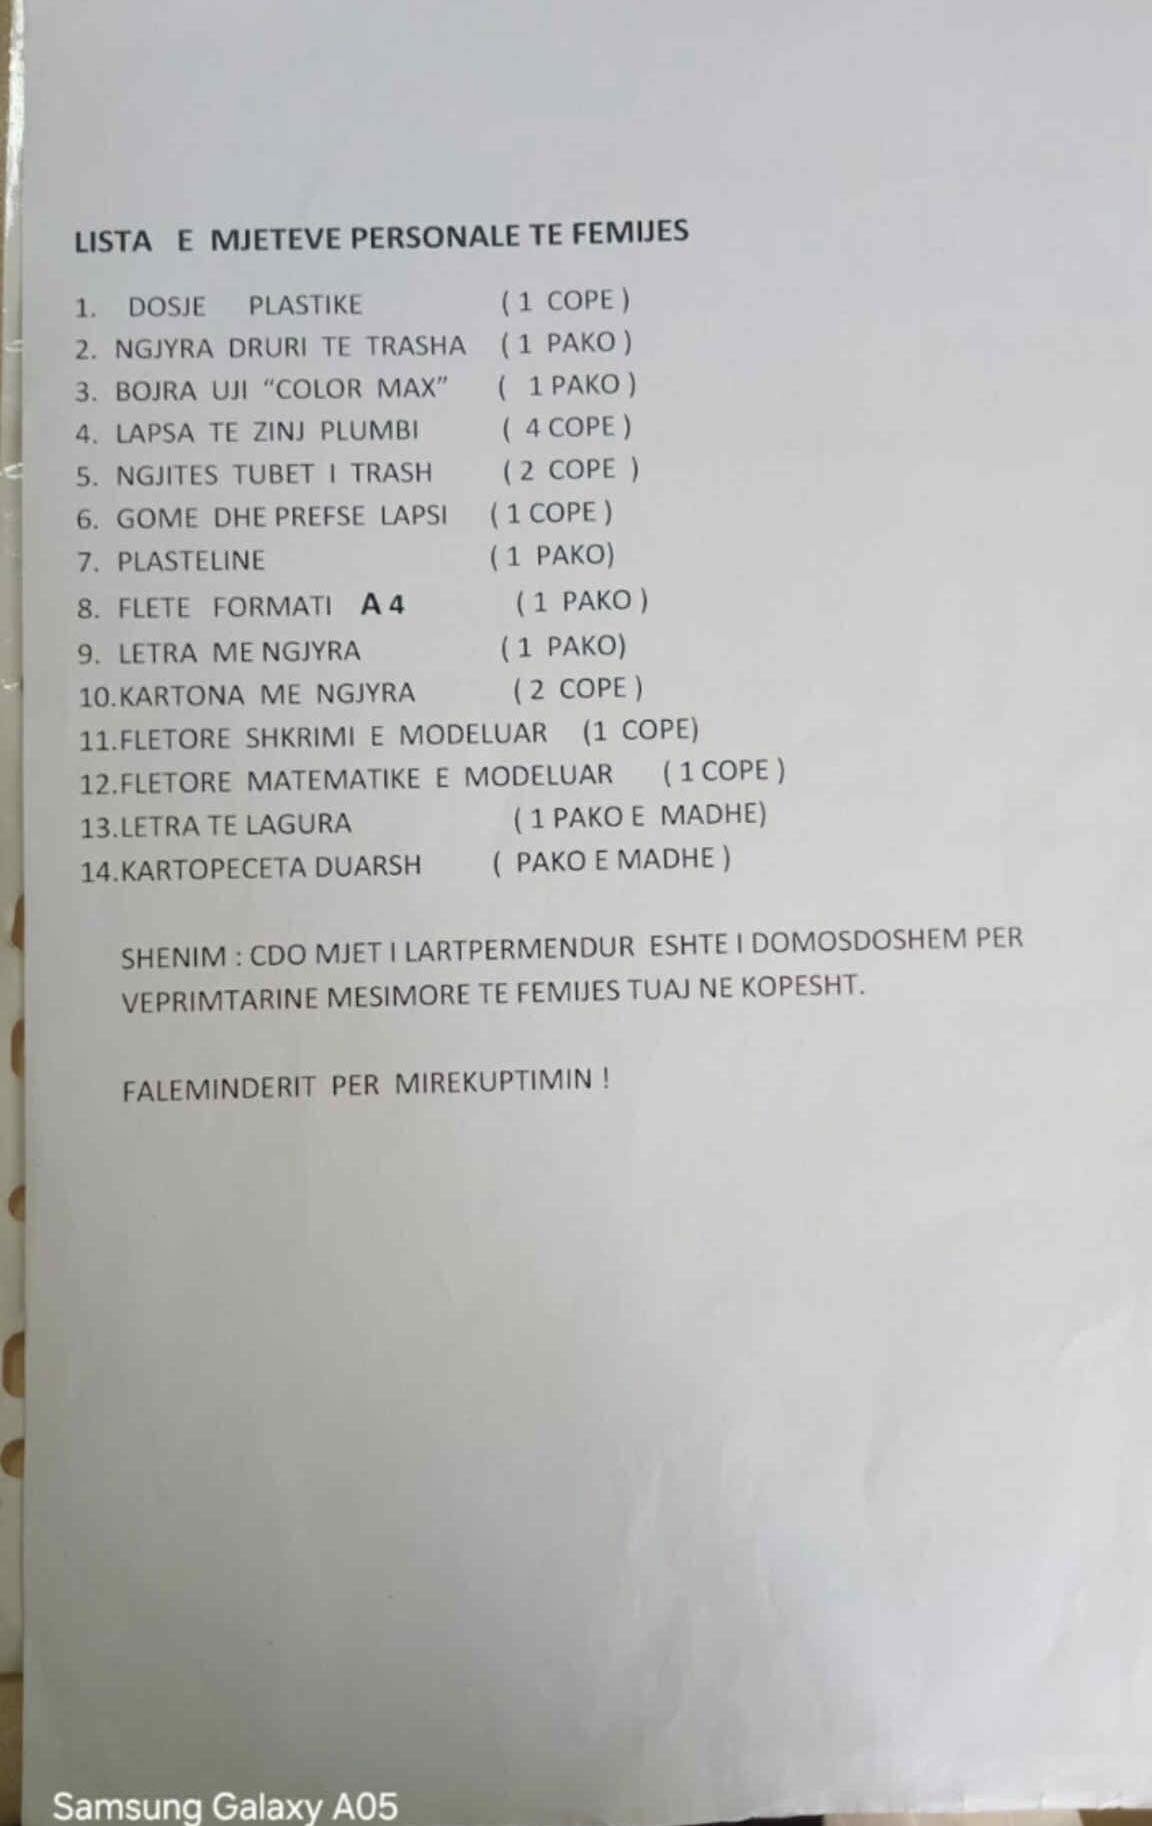 LISTA E MJETEVE PERSONALE TE FEMIJES
1. DOSJE PLASTIKE ( 1 COPE )
2. NGJYRA DRURI TE TRASHA ( 1 PAKO )
3. BOJRA UJI “COLOR MAX” ( 1 PAKO )
4. LAPSA TE ZINJ PLUMBI ( 4 COPE )
5. NGJITES TUBET I TRASH ( 2 COPE )
6. GOME DHE PREFSE LAPSI ( 1 COPE )
7. PLASTELINE ( 1 PAKO)
8. FLETE FORMATI A 4 ( 1 PAKO )
9. LETRA ME NGJYRA ( 1 PAKO)
10.KARTONA ME NGJYRA ( 2 COPE )
11.FLETORE SHKRIMI E MODELUAR (1 COPE)
12.FLETORE MATEMATIKE E MODELUAR ( 1 COPE )
13.LETRA TE LAGURA ( 1 PAKO E MADHE)
14.KARTOPECETA DUARSH ( PAKO E MADHE )
SHENIM : CDO MJET I LARTPERMENDUR ESHTE I DOMOSDOSHEM PER
VEPRIMTARINE MESIMORE TE FEMIJES TUAJ NE KOPESHT.
FALEMINDERIT PER MIREKUPTIMIN !
Samsung Galaxy A05